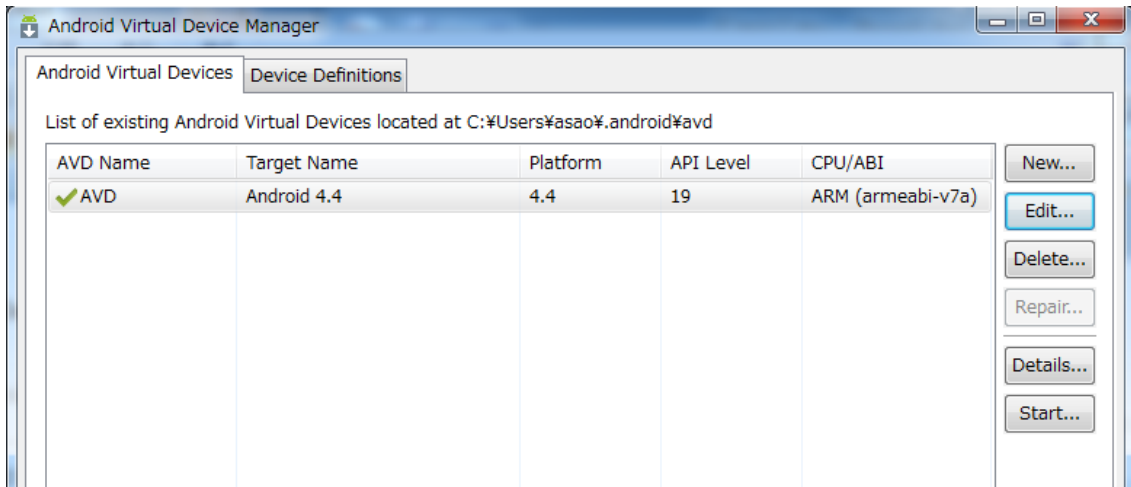 Android Virtual Device Manager
Android Virtual Devices Device Definitions
List of existing Android Virtual Devices located at C:¥Users¥asao¥.android¥avd
AVD Name Target Name Platform API Level CPU/ABI New...
AVD Android 4.4 4.4 19 ARM (armeabi-v7a) Edit...
Delete...
Repair...
Details...
Start...